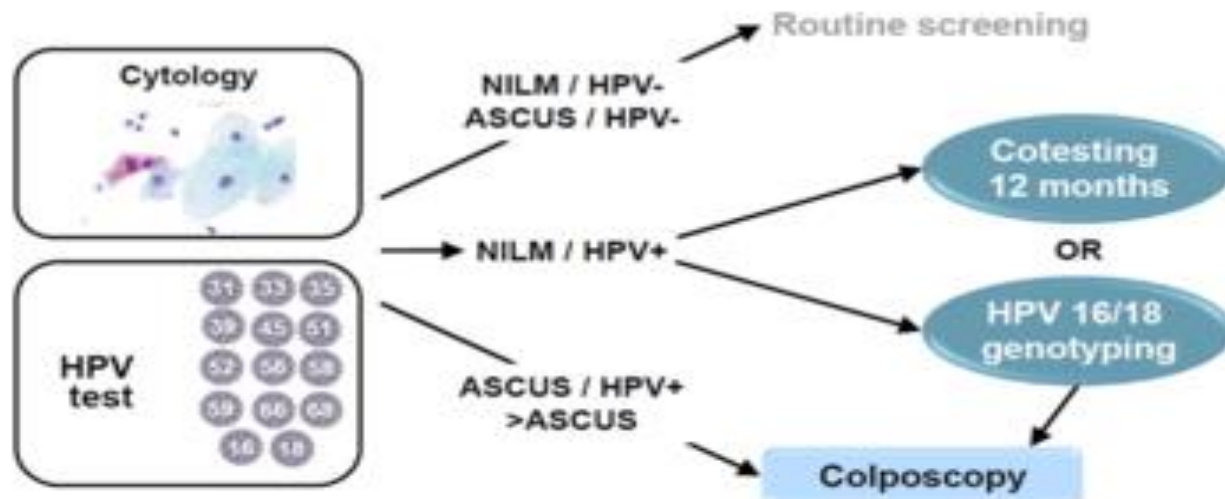 Routine screening
Cytology
NILM / HPV-
ASCUS / HPV-
Cotesting
12 months
NILM / HPV+
OR
31 33 35
39 45 51
HPV 16/18
genotyping
HPV
test
52 56 58
59 66 68
16 18
ASCUS / HPV+
>ASCUS
Colposcopy